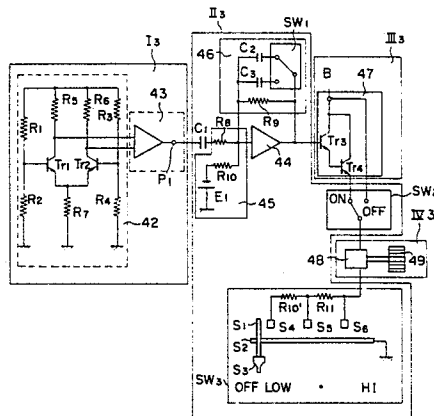 I3
II3
III3
IV3
42
43
R1
R5
R6
R3
Tr1
Tr2
R2
R7
R4
P1
46
SW1
C2
C3
R9
C1
R8
R10
E1
44
45
B
47
Tr3
Tr4
ON
OFF
SW2
48
49
R10'
R11
S1
S4
S5
S6
S2
S3
SW3
OFF LOW • HI